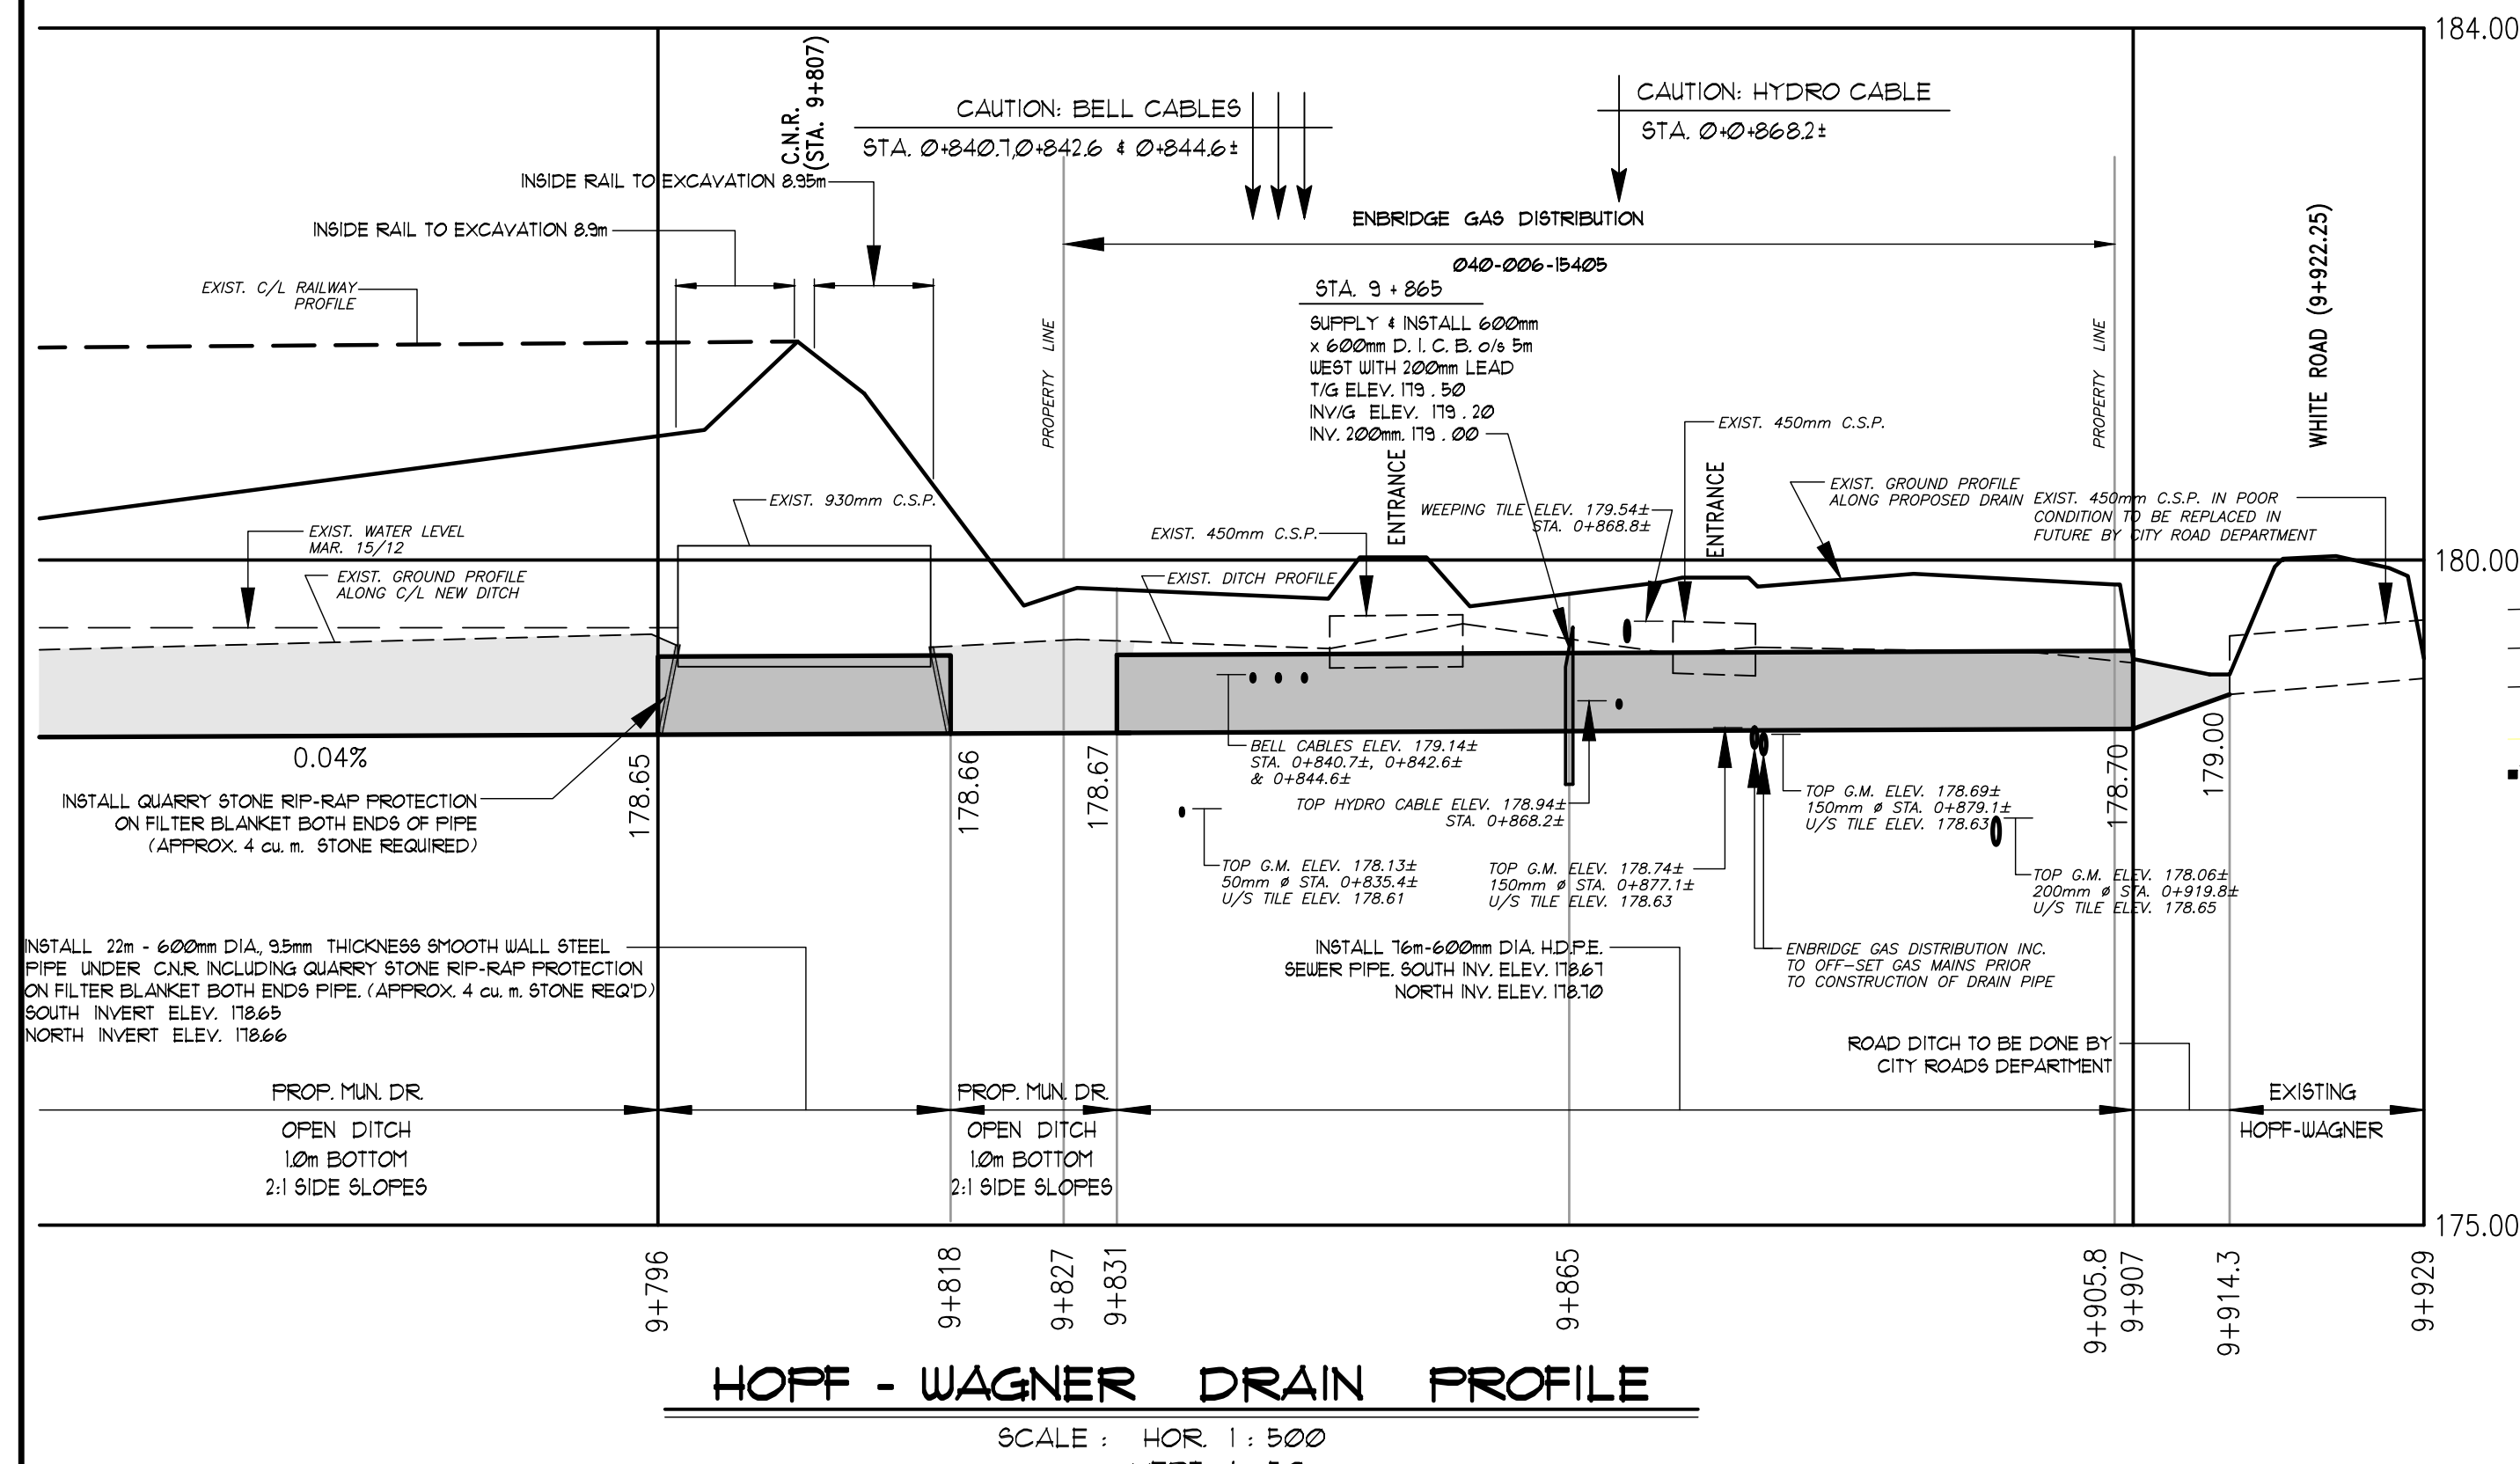 184.00
C.N.R.
(STA. 9+807)
CAUTION: BELL CABLES
STA. 0+840.7,0+842.6 & 0+844.6±
CAUTION: HYDRO CABLE
STA. 0+0+868.2±
INSIDE RAIL TO EXCAVATION 8.95m
INSIDE RAIL TO EXCAVATION 8.9m
ENBRIDGE GAS DISTRIBUTION
040-006-15405
EXIST. C/L RAILWAY
PROFILE
PROPERTY LINE
STA. 9 + 865
SUPPLY & INSTALL 600mm
x 600mm D. I. C. B. o/s 5m
WEST WITH 200mm LEAD
T/G ELEV. 179 . 50
INV/G ELEV. 179 . 20
INV. 200mm. 179 . 00
PROPERTY LINE
WHITE ROAD (9+922.25)
EXIST. 450mm C.S.P.
ENTRANCE
ENTRANCE
EXIST. 930mm C.S.P.
WEEPING TILE ELEV. 179.54±
STA. 0+868.8±
EXIST. GROUND PROFILE
ALONG PROPOSED DRAIN
EXIST. 450mm C.S.P. IN POOR
CONDITION TO BE REPLACED IN
FUTURE BY CITY ROAD DEPARTMENT
EXIST. WATER LEVEL
MAR. 15/12
EXIST. 450mm C.S.P.
180.00
EXIST. GROUND PROFILE
ALONG C/L NEW DITCH
EXIST. DITCH PROFILE
0.04%
178.65
178.66
178.67
178.70
179.00
BELL CABLES ELEV. 179.14±
STA. 0+840.7±, 0+842.6±
& 0+844.6±
TOP HYDRO CABLE ELEV. 178.94±
STA. 0+868.2±
TOP G.M. ELEV. 178.69±
150mm ø STA. 0+879.1±
U/S TILE ELEV. 178.63
INSTALL QUARRY STONE RIP-RAP PROTECTION
ON FILTER BLANKET BOTH ENDS OF PIPE
(APPROX. 4 cu. m. STONE REQUIRED)
TOP G.M. ELEV. 178.13±
50mm ø STA. 0+835.4±
U/S TILE ELEV. 178.61
TOP G.M. ELEV. 178.74±
150mm ø STA. 0+877.1±
U/S TILE ELEV. 178.63
TOP G.M. ELEV. 178.06±
200mm ø STA. 0+919.8±
U/S TILE ELEV. 178.65
INSTALL 22m - 600mm DIA., 9.5mm THICKNESS SMOOTH WALL STEEL
PIPE UNDER C.N.R. INCLUDING QUARRY STONE RIP-RAP PROTECTION
ON FILTER BLANKET BOTH ENDS PIPE. (APPROX. 4 cu. m. STONE REQ'D)
SOUTH INVERT ELEV. 178.65
NORTH INVERT ELEV. 178.66
INSTALL 76m-600mm DIA. H.D.P.E.
SEWER PIPE. SOUTH INV. ELEV. 178.67
NORTH INV. ELEV. 178.70
ENBRIDGE GAS DISTRIBUTION INC.
TO OFF-SET GAS MAINS PRIOR
TO CONSTRUCTION OF DRAIN PIPE
ROAD DITCH TO BE DONE BY
CITY ROADS DEPARTMENT
PROP. MUN. DR.
OPEN DITCH
1.0m BOTTOM
2:1 SIDE SLOPES
PROP. MUN. DR.
OPEN DITCH
1.0m BOTTOM
2:1 SIDE SLOPES
EXISTING
HOPF-WAGNER
175.00
9+796
9+818
9+827
9+831
9+865
9+905.8
9+907
9+914.3
9+929
HOPF - WAGNER DRAIN PROFILE
SCALE : HOR. 1 : 500